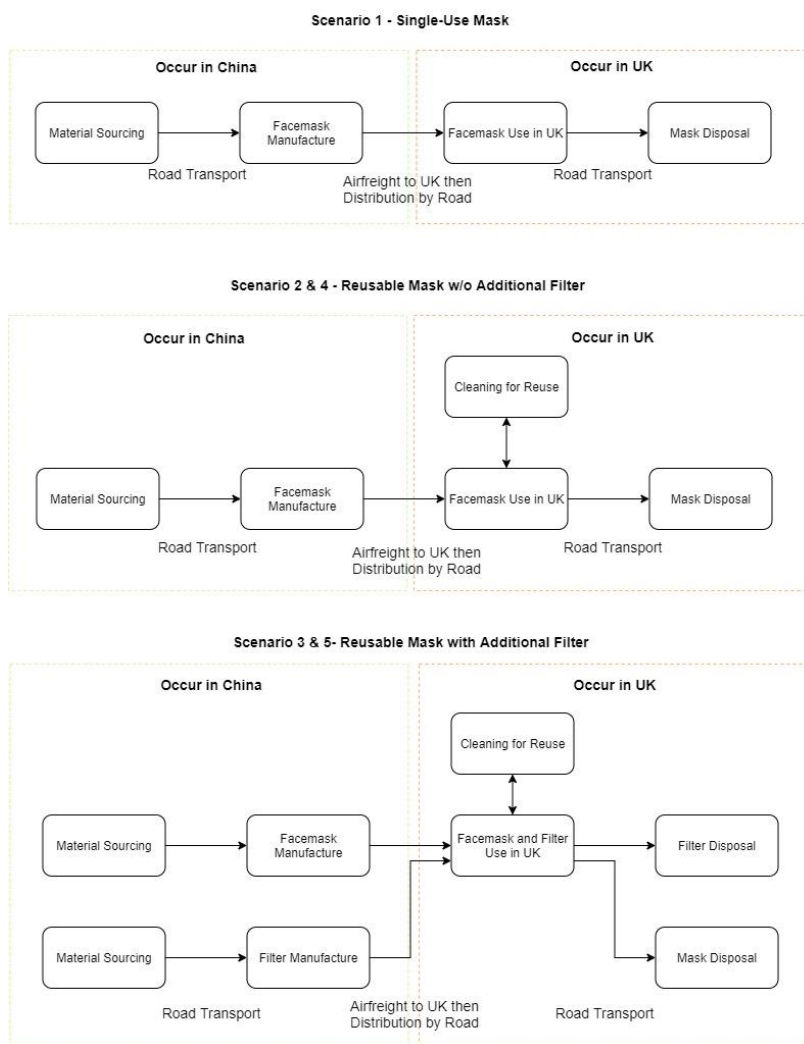 Scenario 1 - Single-Use Mask
Occur in China
Occur in UK
Material Sourcing
Facemask
Manufacture
Facemask Use in UK
Mask Disposal
Road Transport
Airfreight to UK then
Distribution by Road
Road Transport
Scenario 2 & 4 - Reusable Mask w/o Additional Filter
Occur in China
Occur in UK
Cleaning for Reuse
Material Sourcing
Facemask
Manufacture
Facemask Use in UK
Mask Disposal
Road Transport
Airfreight to UK then
Distribution by Road
Road Transport
Scenario 3 & 5- Reusable Mask with Additional Filter
Occur in China
Occur in UK
Cleaning for Reuse
Material Sourcing
Facemask
Manufacture
Facemask and Filter
Use in UK
Filter Disposal
Material Sourcing
Filter Manufacture
Mask Disposal
Road Transport
Airfreight to UK then
Distribution by Road
Road Transport